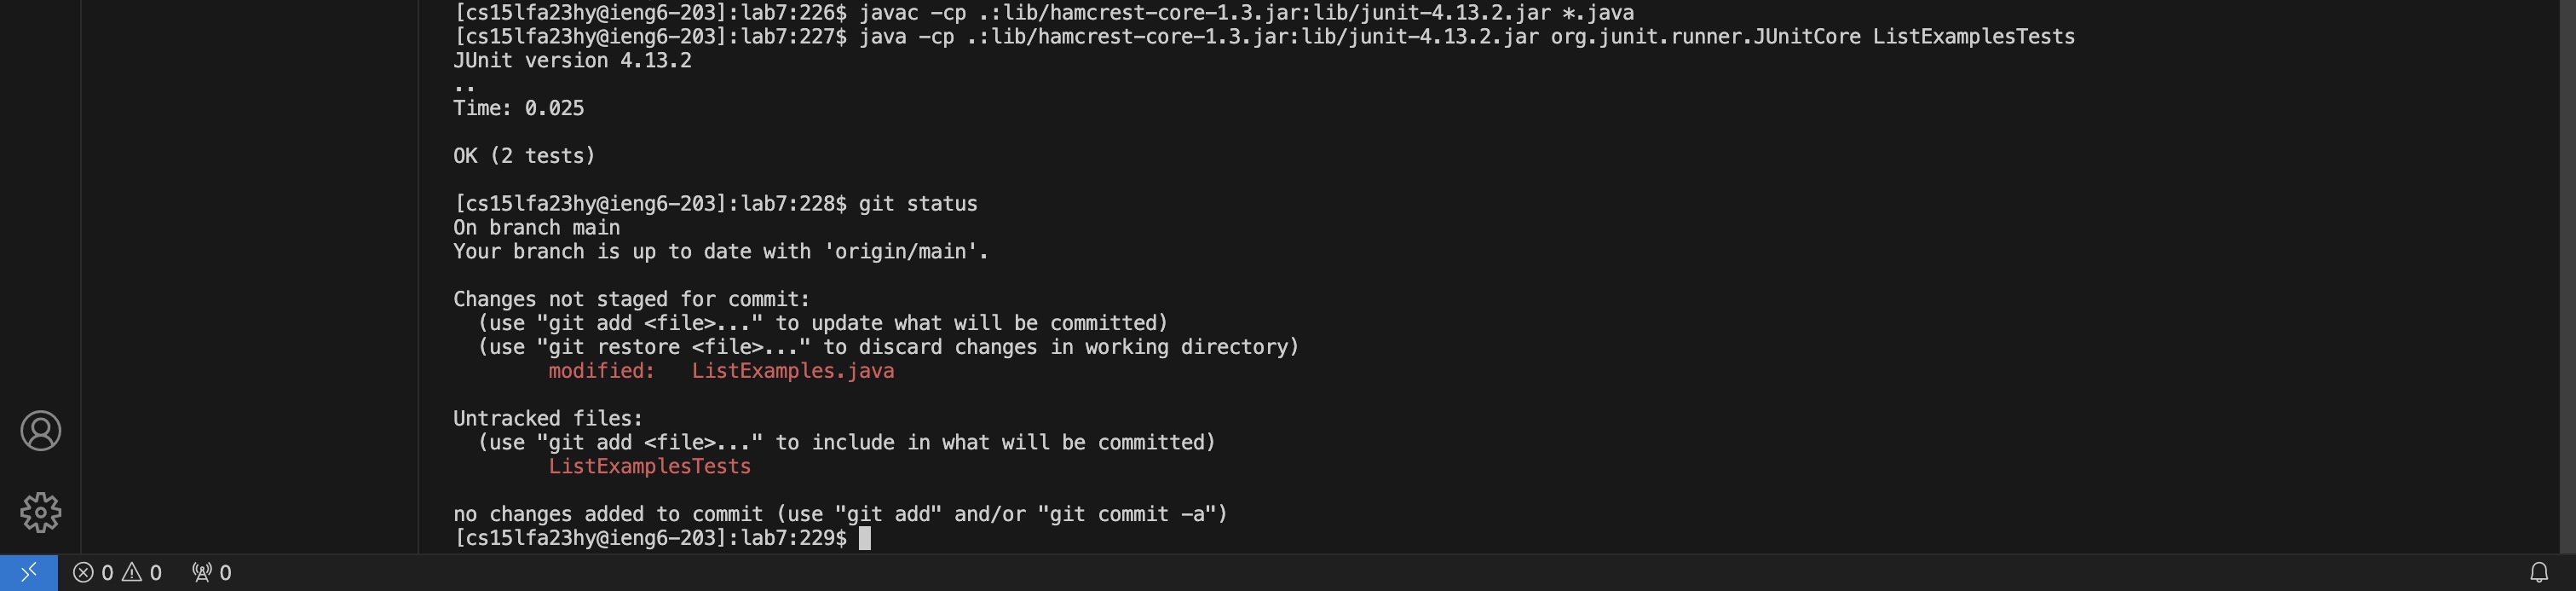 [cs15lfa23hy@ieng6-203]:lab7:226$ javac -cp .:lib/hamcrest-core-1.3.jar:lib/junit-4.13.2.jar *.java
[cs15lfa23hy@ieng6-203]:lab7:227$ java -cp .:lib/hamcrest-core-1.3.jar:lib/junit-4.13.2.jar org.junit.runner.JUnitCore ListExamplesTests
JUnit version 4.13.2
..
Time: 0.025
OK (2 tests)
[cs15lfa23hy@ieng6-203]:lab7:228$ git status
On branch main
Your branch is up to date with 'origin/main'.
Changes not staged for commit:
  (use "git add <file>..." to update what will be committed)
  (use "git restore <file>..." to discard changes in working directory)
        modified:   ListExamples.java
Untracked files:
  (use "git add <file>..." to include in what will be committed)
        ListExamplesTests
no changes added to commit (use "git add" and/or "git commit -a")
[cs15lfa23hy@ieng6-203]:lab7:229$
0 0 0